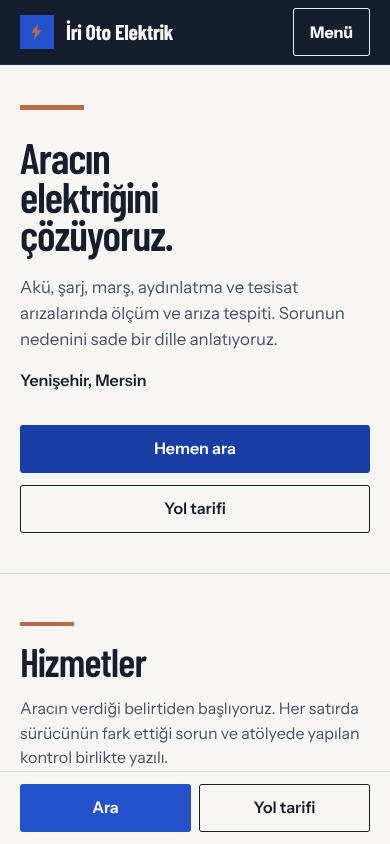 İri Oto Elektrik
Menü
Aracın
elektriğini
çözüyoruz.
Akü, şarj, marş, aydınlatma ve tesisat
arızalarında ölçüm ve arıza tespiti. Sorunun
nedenini sade bir dille anlatıyoruz.
Yenişehir, Mersin
Hemen ara
Yol tarifi
Hizmetler
Aracın verdiği belirtiden başlıyoruz. Her satırda
sürücünün fark ettiği sorun ve atölyede yapılan
kontrol birlikte yazılı.
Ara
Yol tarifi